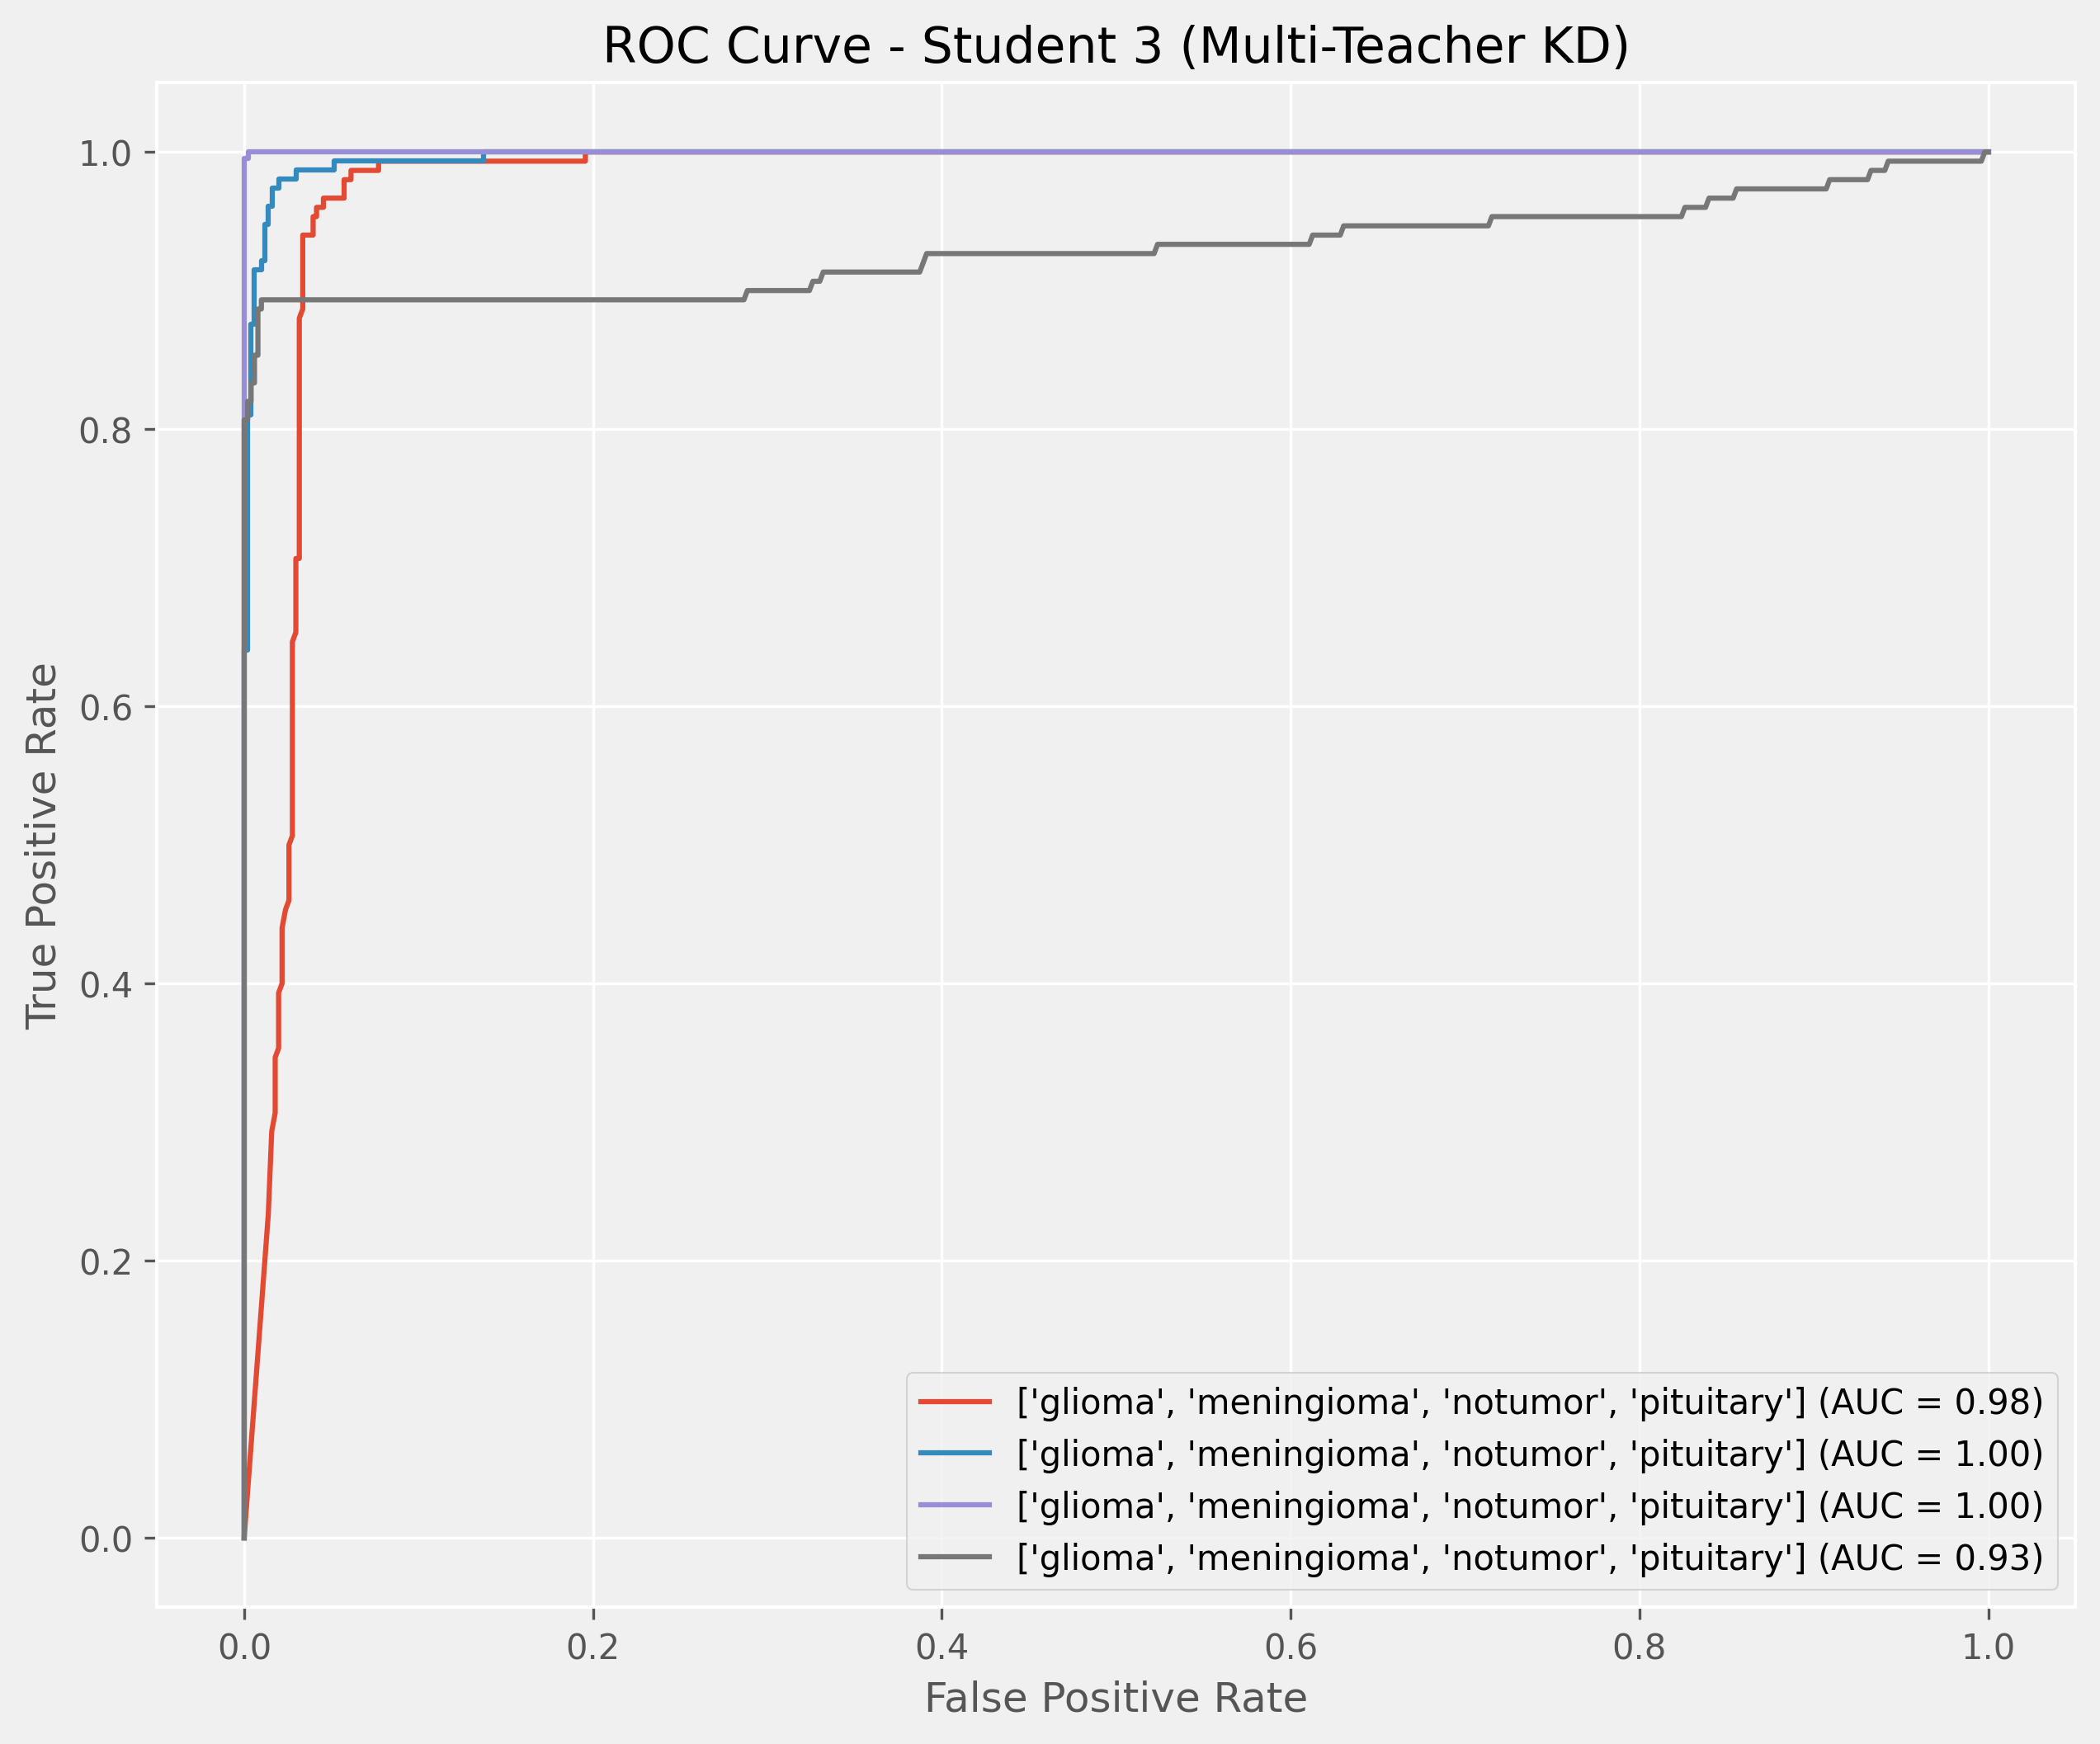 ROC Curve - Student 3 (Multi-Teacher KD)
True Positive Rate
1.0
0.8
0.6
0.4
0.2
0.0
['glioma', 'meningioma', 'notumor', 'pituitary'] (AUC = 0.98)
['glioma', 'meningioma', 'notumor', 'pituitary'] (AUC = 1.00)
['glioma', 'meningioma', 'notumor', 'pituitary'] (AUC = 1.00)
['glioma', 'meningioma', 'notumor', 'pituitary'] (AUC = 0.93)
0.0 0.2 0.4 0.6 0.8 1.0
False Positive Rate